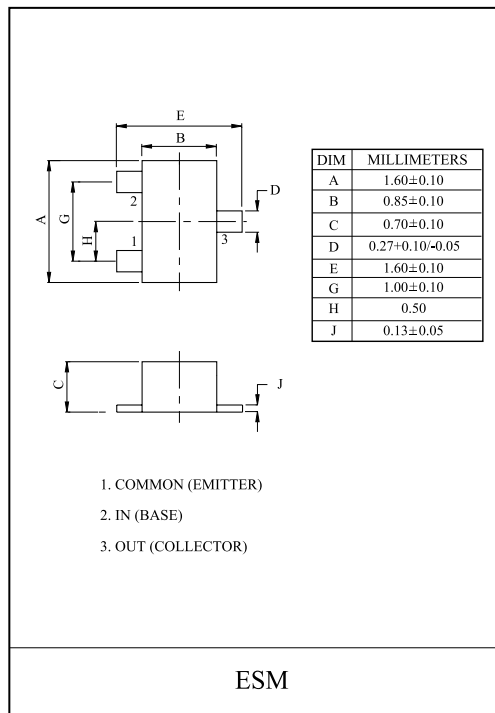 E
B
D
A
G
H
2
1
3
C
J
DIM MILLIMETERS
A 1.60±0.10
B 0.85±0.10
C 0.70±0.10
D 0.27+0.10/-0.05
E 1.60±0.10
G 1.00±0.10
H 0.50
J 0.13±0.05
1. COMMON (EMITTER)
2. IN (BASE)
3. OUT (COLLECTOR)
ESM